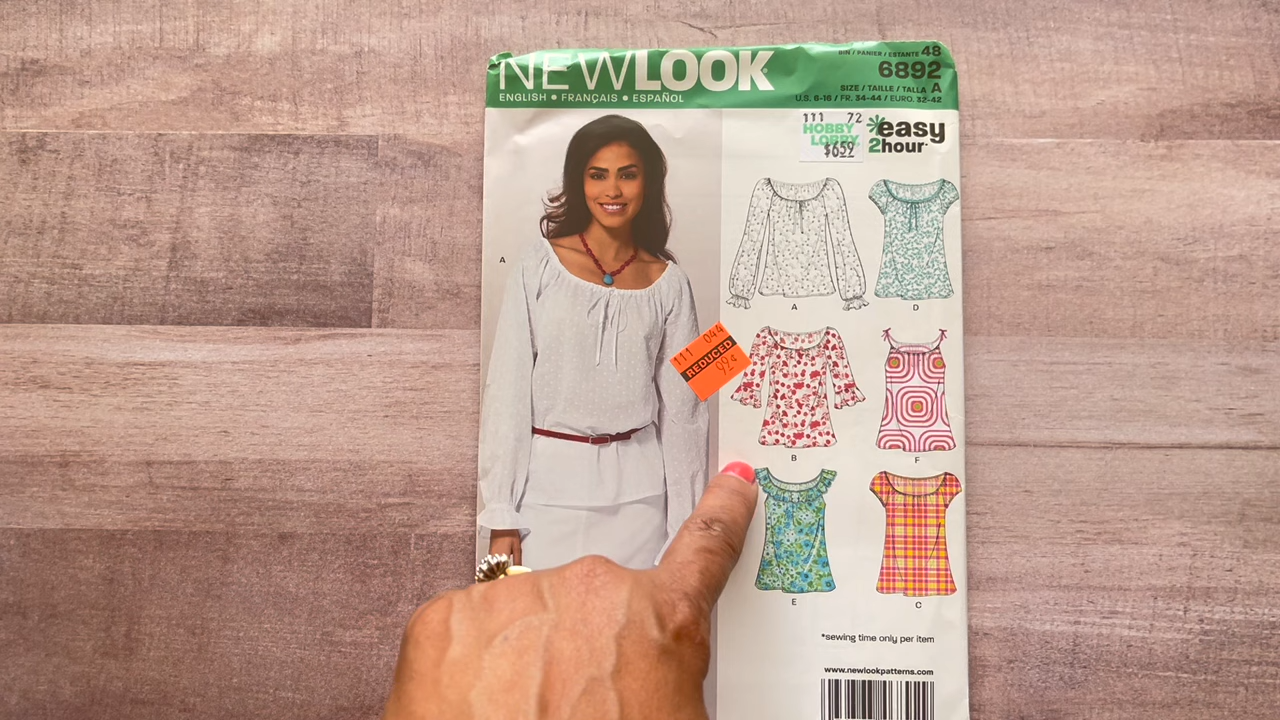 NEWLOOK
ENGLISH • FRANÇAIS • ESPAÑOL
BIN / PANIER / ESTANTE 48
6892
SIZE / TAILLE / TALLA A
U.S. 6-16 / FR. 34-44 / EURO. 32-42
111 72
HOBBY
LOBBY
$6.59
easy
2hour
A
111 044
REDUCED
A
D
B
F
E
C
*sewing time only per item
www.newlookpatterns.com